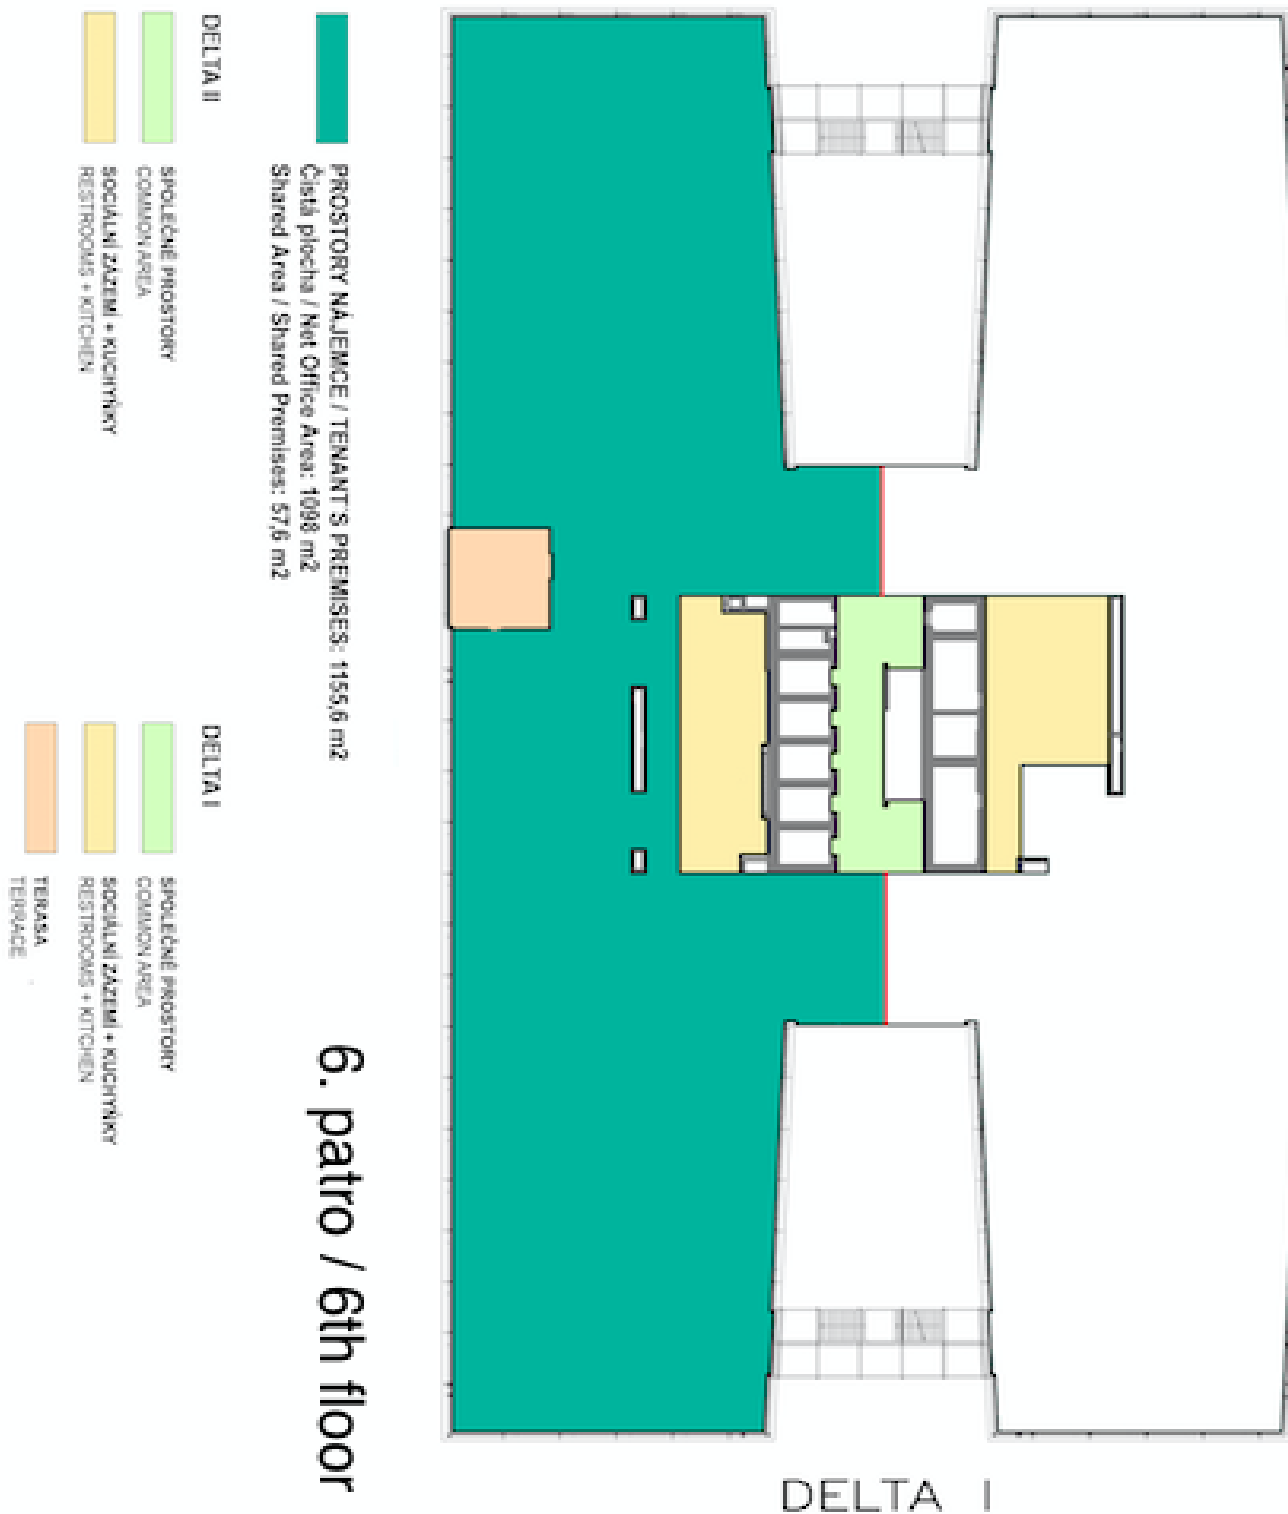 PROSTORY NÁJEMCE / TENANT'S PREMISES: 1155,6 m2
Čistá plocha / Net Office Area: 1098 m2
Shared Area / Shared Premises: 57,6 m2
DELTA II
SPOLEČNÉ PROSTORY
COMMON AREA
SOCIÁLNÍ ZÁZEMÍ + KUCHYŇKY
RESTROOMS + KITCHEN
DELTA I
SPOLEČNÉ PROSTORY
COMMON AREA
SOCIÁLNÍ ZÁZEMÍ + KUCHYŇKY
RESTROOMS + KITCHEN
TERASA
TERRACE
6. patro / 6th floor
DELTA I